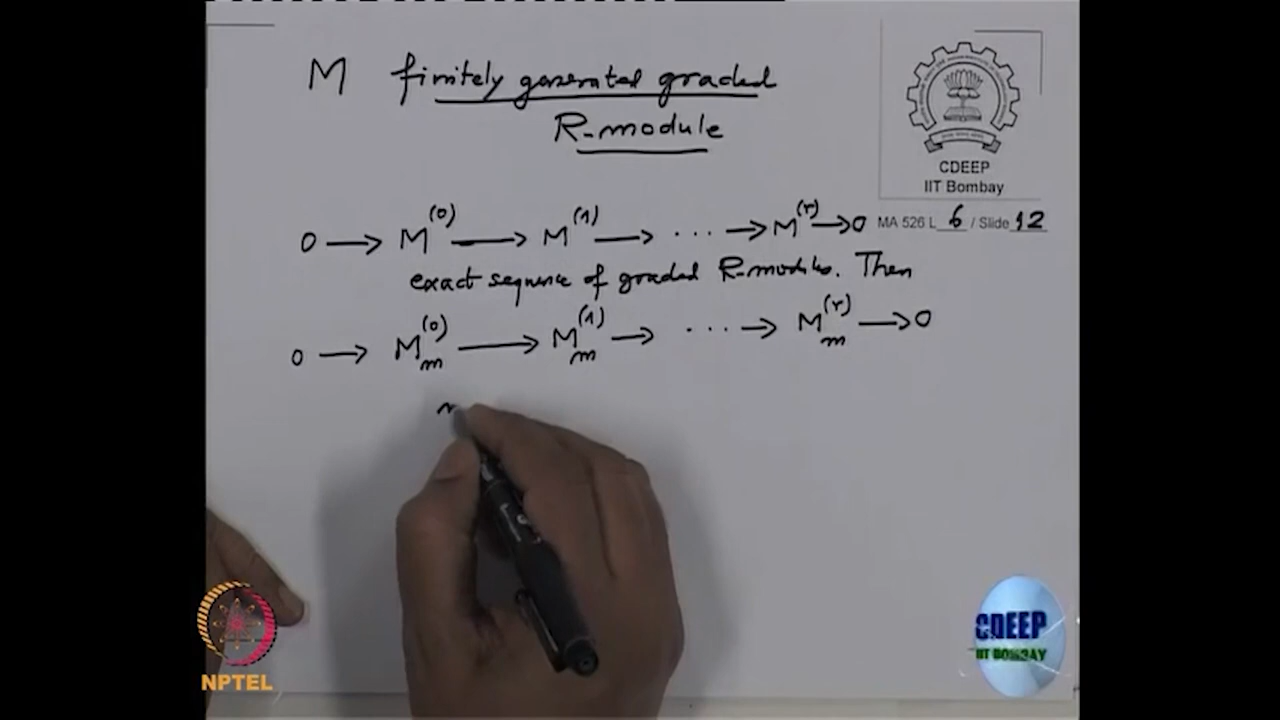 M finitely generated graded
R-module
CDEEP
IIT Bombay
MA 526 L 6 / Slide 12
0 → M^(0) → M^(1) → ... → M^(r) → 0
exact sequence of graded R-modules. Then
0 → M_m^(0) → M_m^(1) → ... → M_m^(r) → 0
NPTEL
CDEEP
IIT BOMBAY